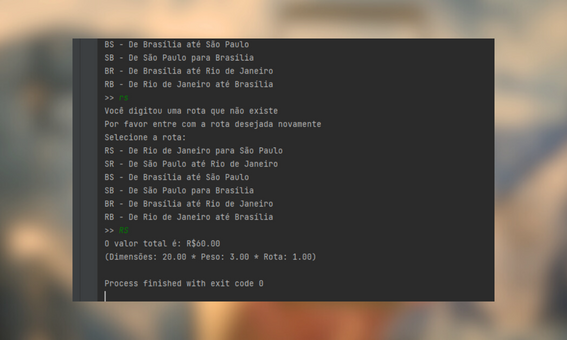 BS - De Brasília até São Paulo
SB - De São Paulo para Brasília
BR - De Brasília até Rio de Janeiro
RB - De Rio de Janeiro até Brasília
>> rs
Você digitou uma rota que não existe
Por favor entre com a rota desejada novamente
Selecione a rota:
RS - De Rio de Janeiro para São Paulo
SR - De São Paulo até Rio de Janeiro
BS - De Brasília até São Paulo
SB - De São Paulo para Brasília
BR - De Brasília até Rio de Janeiro
RB - De Rio de Janeiro até Brasília
>> RS
O valor total é: R$60.00
(Dimensões: 20.00 * Peso: 3.00 * Rota: 1.00)
Process finished with exit code 0